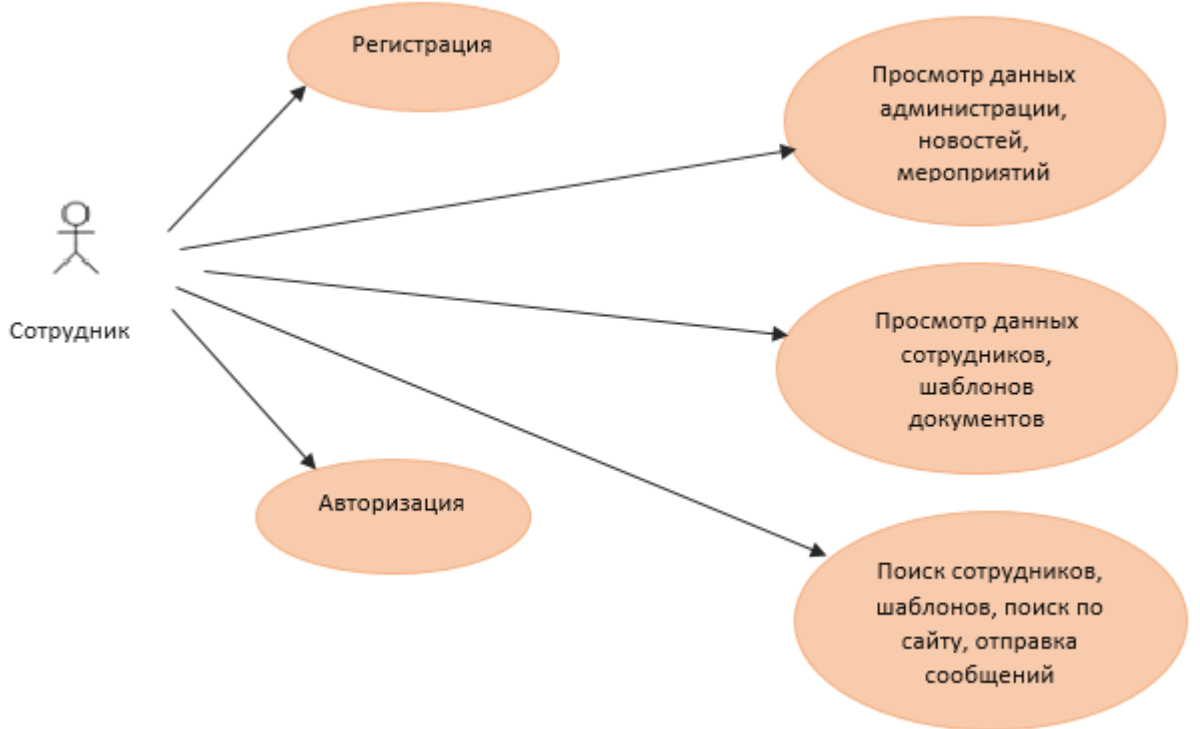 Регистрация
Просмотр данных
администрации,
новостей,
мероприятий
Сотрудник
Просмотр данных
сотрудников,
шаблонов
документов
Авторизация
Поиск сотрудников,
шаблонов, поиск по
сайту, отправка
сообщений